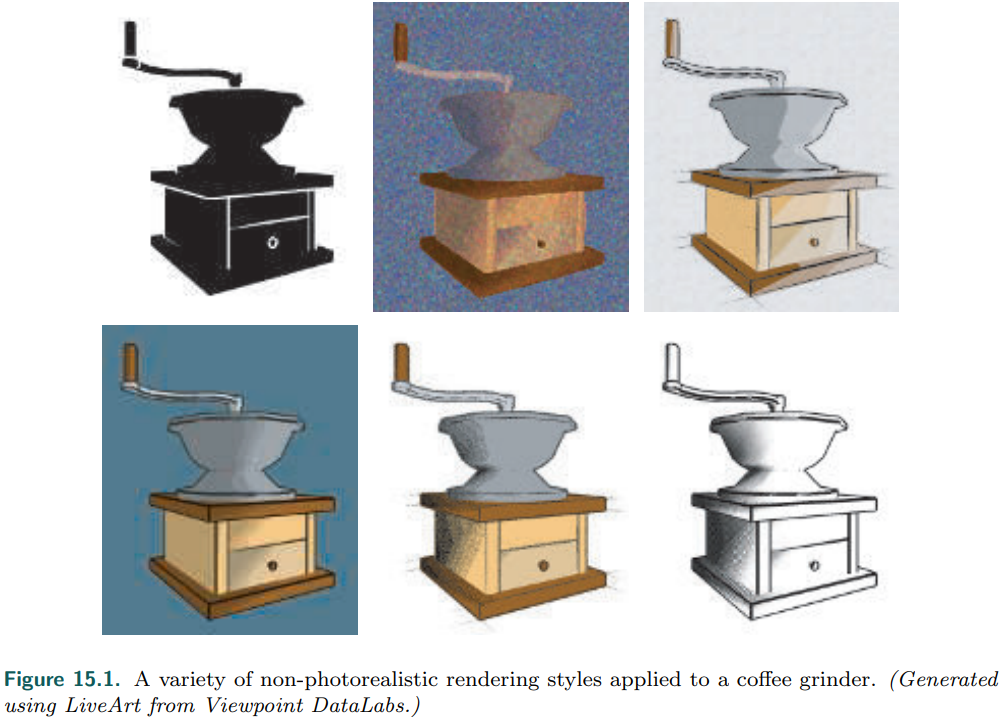 Figure 15.1. A variety of non-photorealistic rendering styles applied to a coffee grinder. (Generated
using LiveArt from Viewpoint DataLabs.)